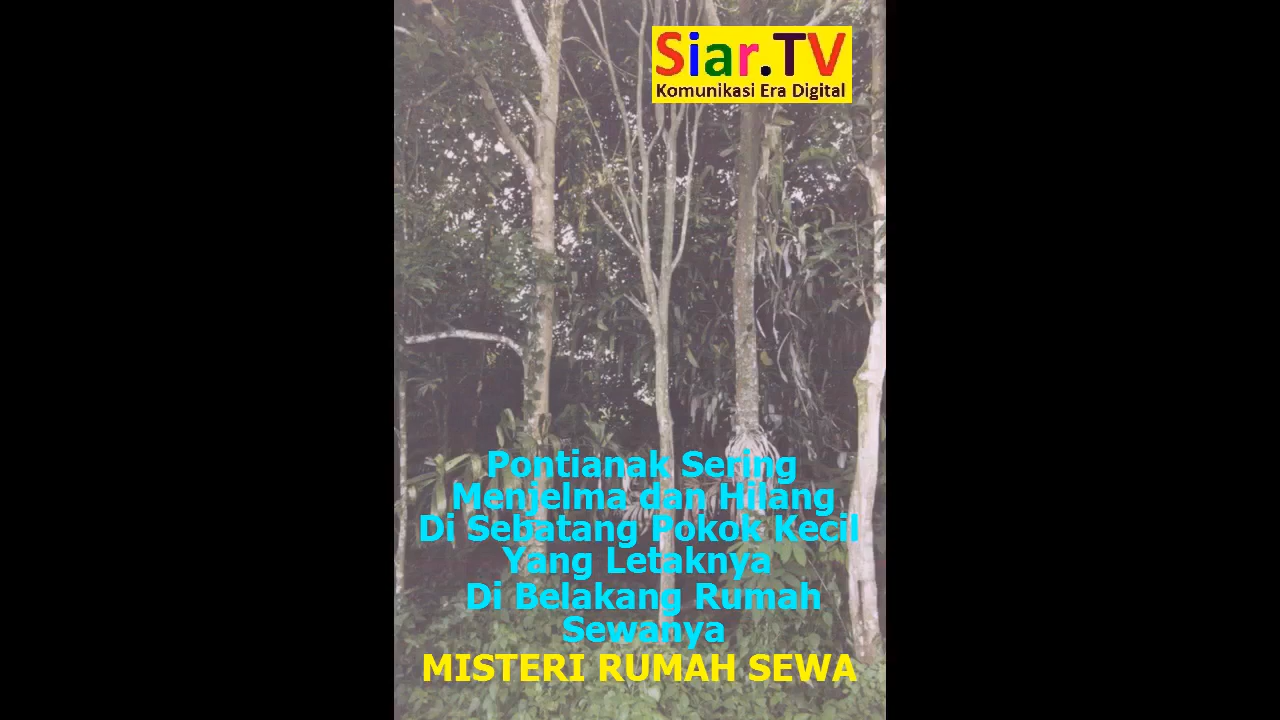 Siar.TV
Komunikasi Era Digital
Pontianak Sering
Menjelma dan Hilang
Di Sebatang Pokok Kecil
Yang Letaknya
Di Belakang Rumah
Sewanya
MISTERI RUMAH SEWA